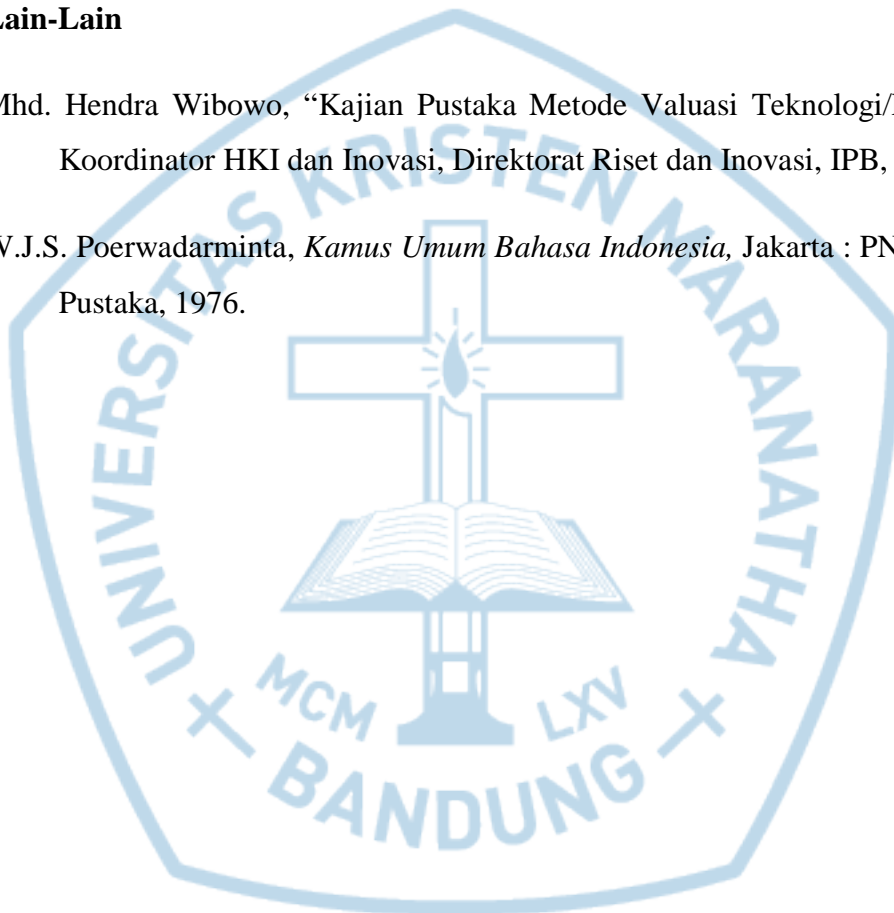 Lain-Lain
Mhd. Hendra Wibowo, “Kajian Pustaka Metode Valuasi Teknologi/
Koordinator HKI dan Inovasi, Direktorat Riset dan Inovasi, IPB,
W.J.S. Poerwadarminta, Kamus Umum Bahasa Indonesia, Jakarta : PN
Pustaka, 1976.
UNIVERSITAS KRISTEN MARANATHA
MCM LXV
BANDUNG